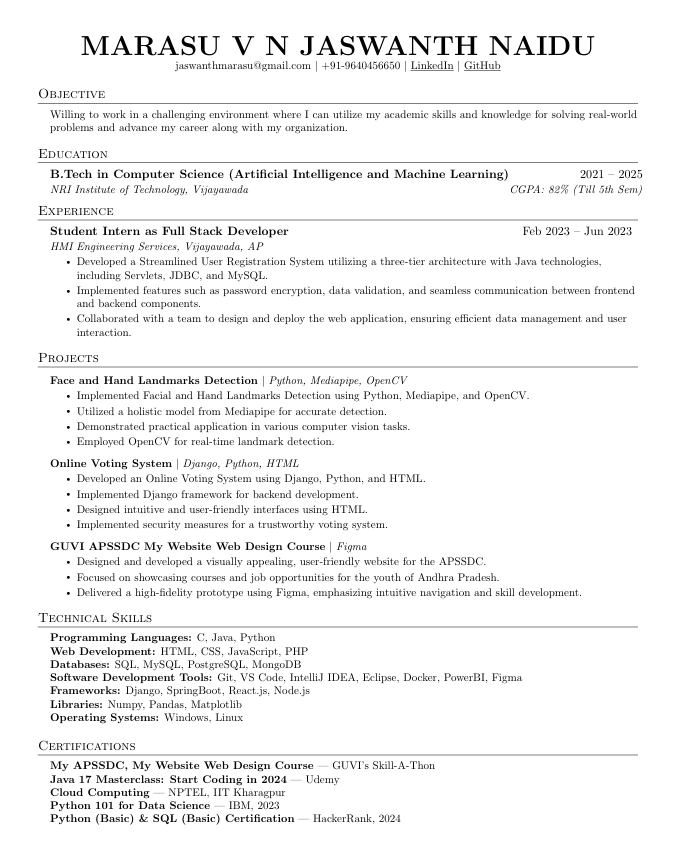 MARASU V N JASWANTH NAIDU
jaswanthmarasu@gmail.com | +91-9640456650 | LinkedIn | GitHub
Objective
Willing to work in a challenging environment where I can utilize my academic skills and knowledge for solving real-world
problems and advance my career along with my organization.
Education
B.Tech in Computer Science (Artificial Intelligence and Machine Learning) 2021 – 2025
NRI Institute of Technology, Vijayawada CGPA: 82% (Till 5th Sem)
Experience
Student Intern as Full Stack Developer Feb 2023 – Jun 2023
HMI Engineering Services, Vijayawada, AP
• Developed a Streamlined User Registration System utilizing a three-tier architecture with Java technologies,
including Servlets, JDBC, and MySQL.
• Implemented features such as password encryption, data validation, and seamless communication between frontend
and backend components.
• Collaborated with a team to design and deploy the web application, ensuring efficient data management and user
interaction.
Projects
Face and Hand Landmarks Detection | Python, Mediapipe, OpenCV
• Implemented Facial and Hand Landmarks Detection using Python, Mediapipe, and OpenCV.
• Utilized a holistic model from Mediapipe for accurate detection.
• Demonstrated practical application in various computer vision tasks.
• Employed OpenCV for real-time landmark detection.
Online Voting System | Django, Python, HTML
• Developed an Online Voting System using Django, Python, and HTML.
• Implemented Django framework for backend development.
• Designed intuitive and user-friendly interfaces using HTML.
• Implemented security measures for a trustworthy voting system.
GUVI APSSDC My Website Web Design Course | Figma
• Designed and developed a visually appealing, user-friendly website for the APSSDC.
• Focused on showcasing courses and job opportunities for the youth of Andhra Pradesh.
• Delivered a high-fidelity prototype using Figma, emphasizing intuitive navigation and skill development.
Technical Skills
Programming Languages: C, Java, Python
Web Development: HTML, CSS, JavaScript, PHP
Databases: SQL, MySQL, PostgreSQL, MongoDB
Software Development Tools: Git, VS Code, IntelliJ IDEA, Eclipse, Docker, PowerBI, Figma
Frameworks: Django, SpringBoot, React.js, Node.js
Libraries: Numpy, Pandas, Matplotlib
Operating Systems: Windows, Linux
Certifications
My APSSDC, My Website Web Design Course — GUVI's Skill-A-Thon
Java 17 Masterclass: Start Coding in 2024 — Udemy
Cloud Computing — NPTEL, IIT Kharagpur
Python 101 for Data Science — IBM, 2023
Python (Basic) & SQL (Basic) Certification — HackerRank, 2024